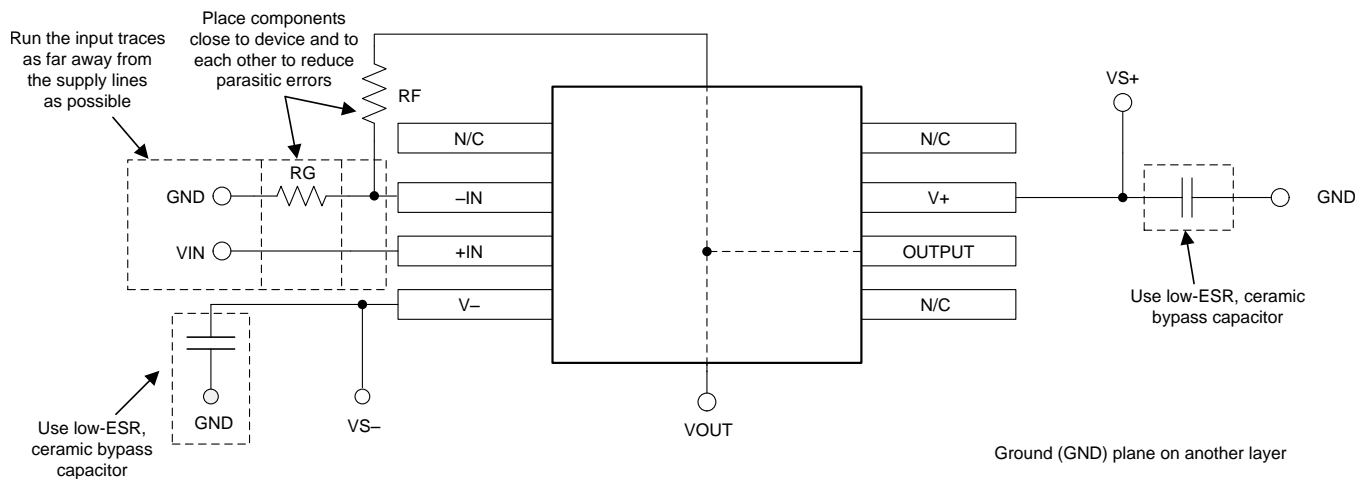 Run the input traces
as far away from
the supply lines
as possible
Place components
close to device and to
each other to reduce
parasitic errors
RF
VS+
N/C
N/C
RG
GND
–IN
V+
GND
VIN
+IN
OUTPUT
V–
N/C
Use low-ESR, ceramic
bypass capacitor
GND
VS–
VOUT
Use low-ESR,
ceramic bypass
capacitor
Ground (GND) plane on another layer